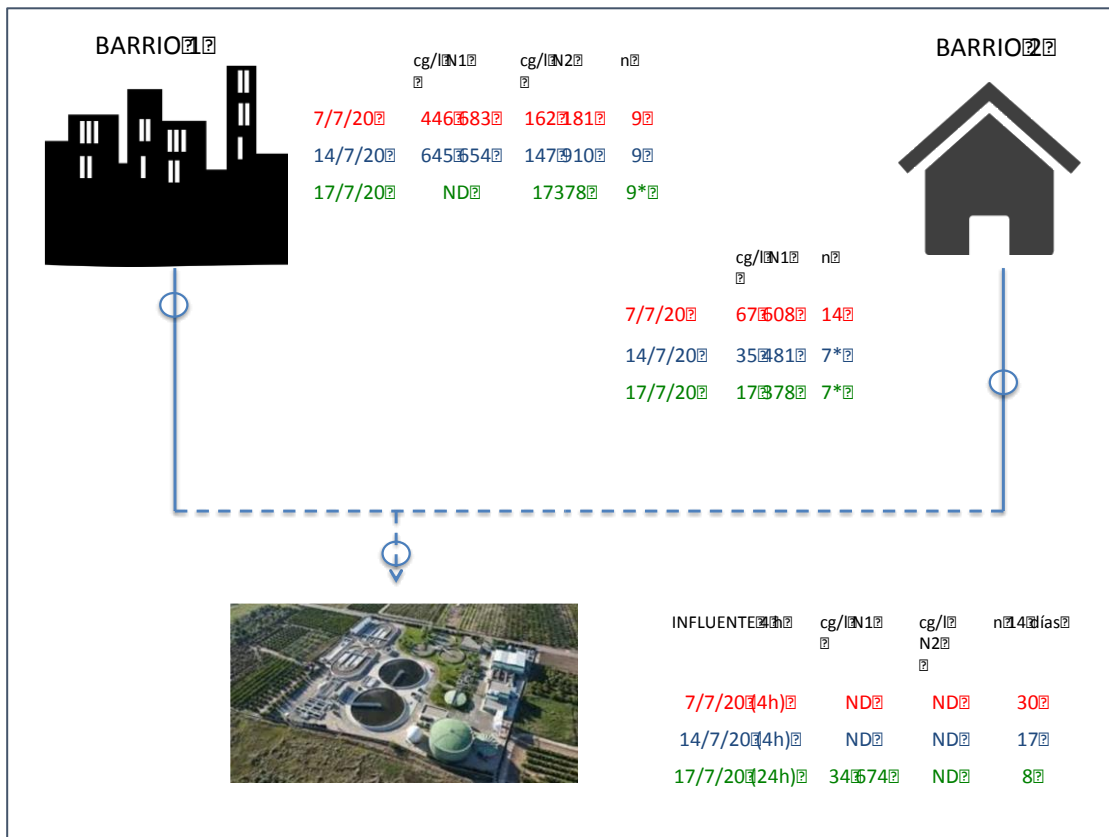 BARRIO 1
BARRIO 2
cg/l N1 cg/l N2 n
7/7/20 446 683 162 181 9
14/7/20 645 654 147 910 9
17/7/20 ND 17378 9*
cg/l N1 n
7/7/20 67 608 14
14/7/20 35 481 7*
17/7/20 17 378 7*
INFLUENTE 4 h cg/l N1 cg/l n 14 días
N2
7/7/20 (4h) ND ND 30
14/7/20 (4h) ND ND 17
17/7/20 (24h) 34 674 ND 8